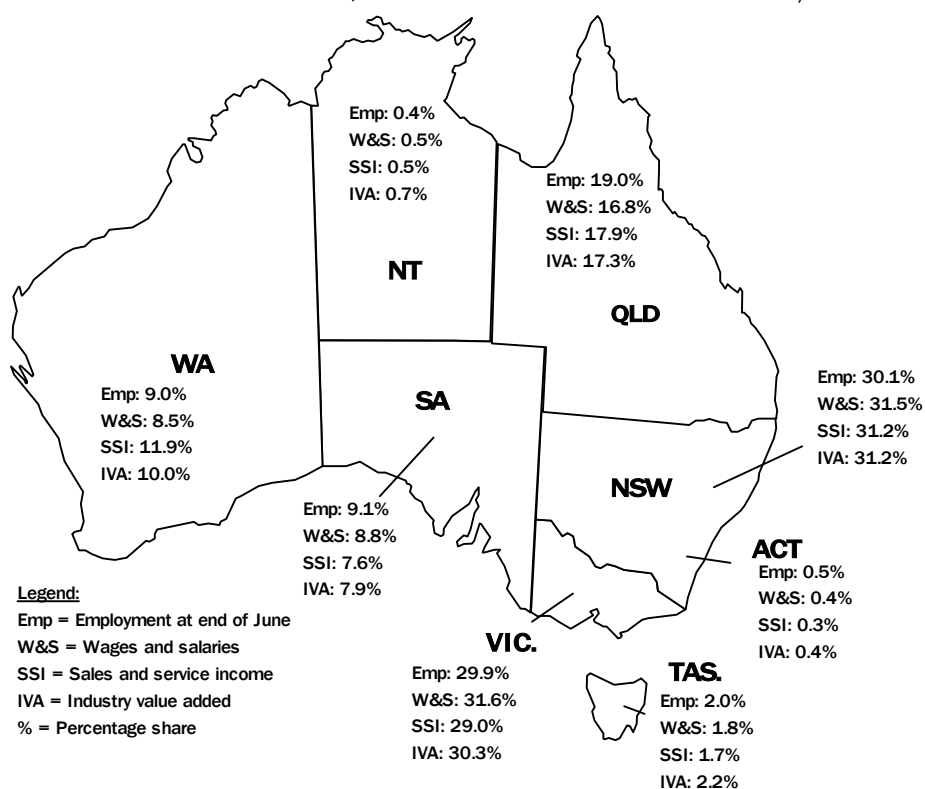 Emp: 0.4%
W&S: 0.5%
SSI: 0.5%
IVA: 0.7%
NT
Emp: 19.0%
W&S: 16.8%
SSI: 17.9%
IVA: 17.3%
QLD
WA
Emp: 9.0%
W&S: 8.5%
SSI: 11.9%
IVA: 10.0%
SA
Emp: 9.1%
W&S: 8.8%
SSI: 7.6%
IVA: 7.9%
Emp: 30.1%
W&S: 31.5%
SSI: 31.2%
IVA: 31.2%
NSW
ACT
Emp: 0.5%
W&S: 0.4%
SSI: 0.3%
IVA: 0.4%
VIC.
Emp: 29.9%
W&S: 31.6%
SSI: 29.0%
IVA: 30.3%
TAS.
Emp: 2.0%
W&S: 1.8%
SSI: 1.7%
IVA: 2.2%
Legend:
Emp = Employment at end of June
W&S = Wages and salaries
SSI = Sales and service income
IVA = Industry value added
% = Percentage share